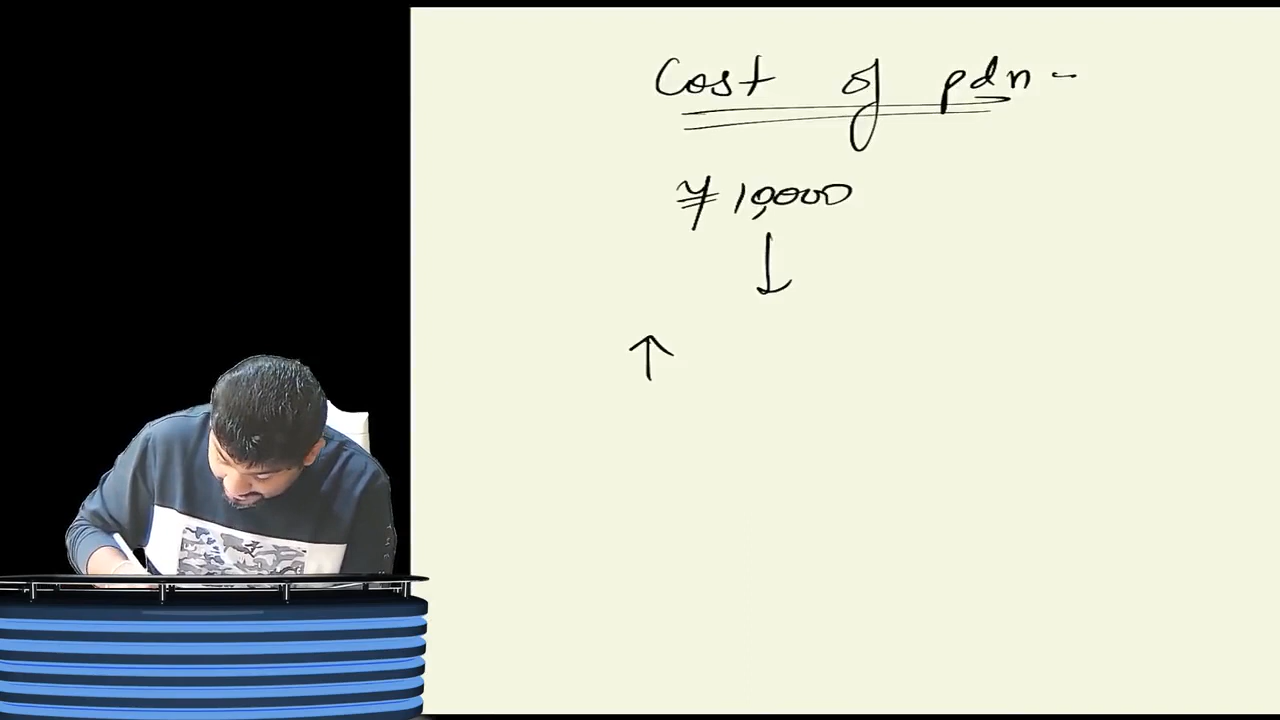 Cost of pdn -
¥ 10,000
↓
↑